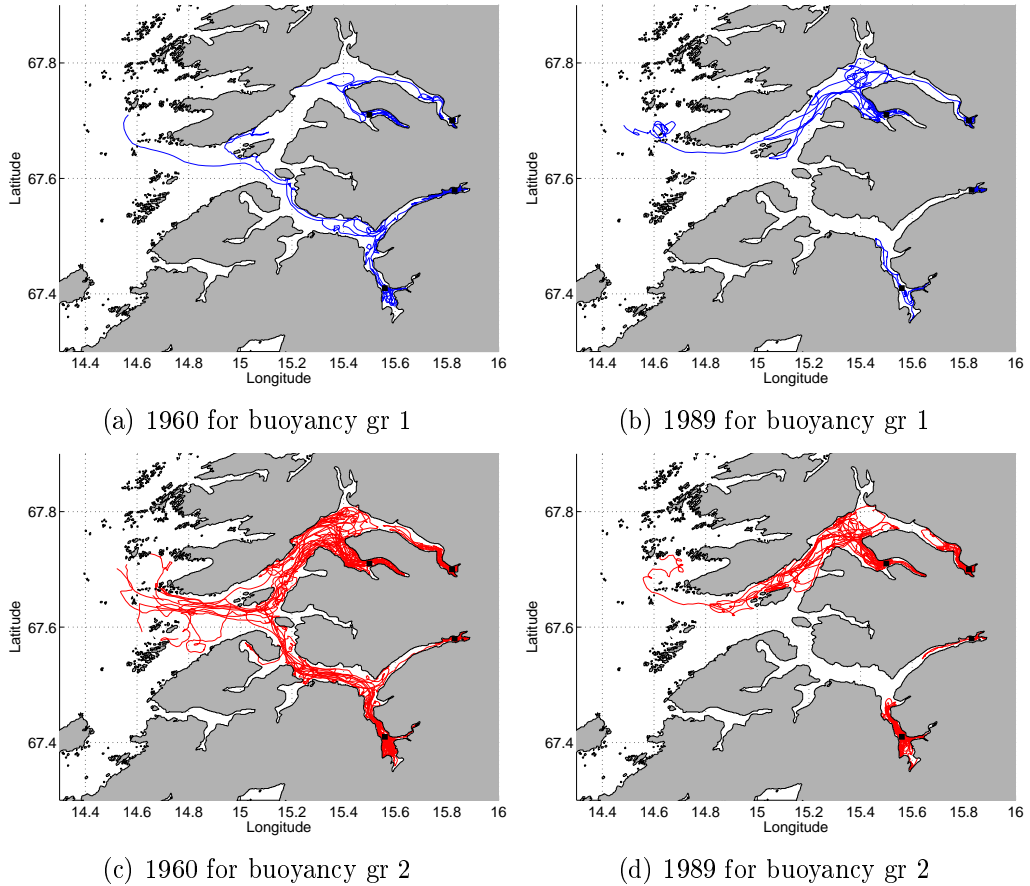 67.8
67.6
67.4
Latitude
14.4 14.6 14.8 15 15.2 15.4 15.6 15.8 16
Longitude
(a) 1960 for buoyancy gr 1
67.8
67.6
67.4
Latitude
14.4 14.6 14.8 15 15.2 15.4 15.6 15.8 16
Longitude
(b) 1989 for buoyancy gr 1
67.8
67.6
67.4
Latitude
14.4 14.6 14.8 15 15.2 15.4 15.6 15.8 16
Longitude
(c) 1960 for buoyancy gr 2
67.8
67.6
67.4
Latitude
14.4 14.6 14.8 15 15.2 15.4 15.6 15.8 16
Longitude
(d) 1989 for buoyancy gr 2